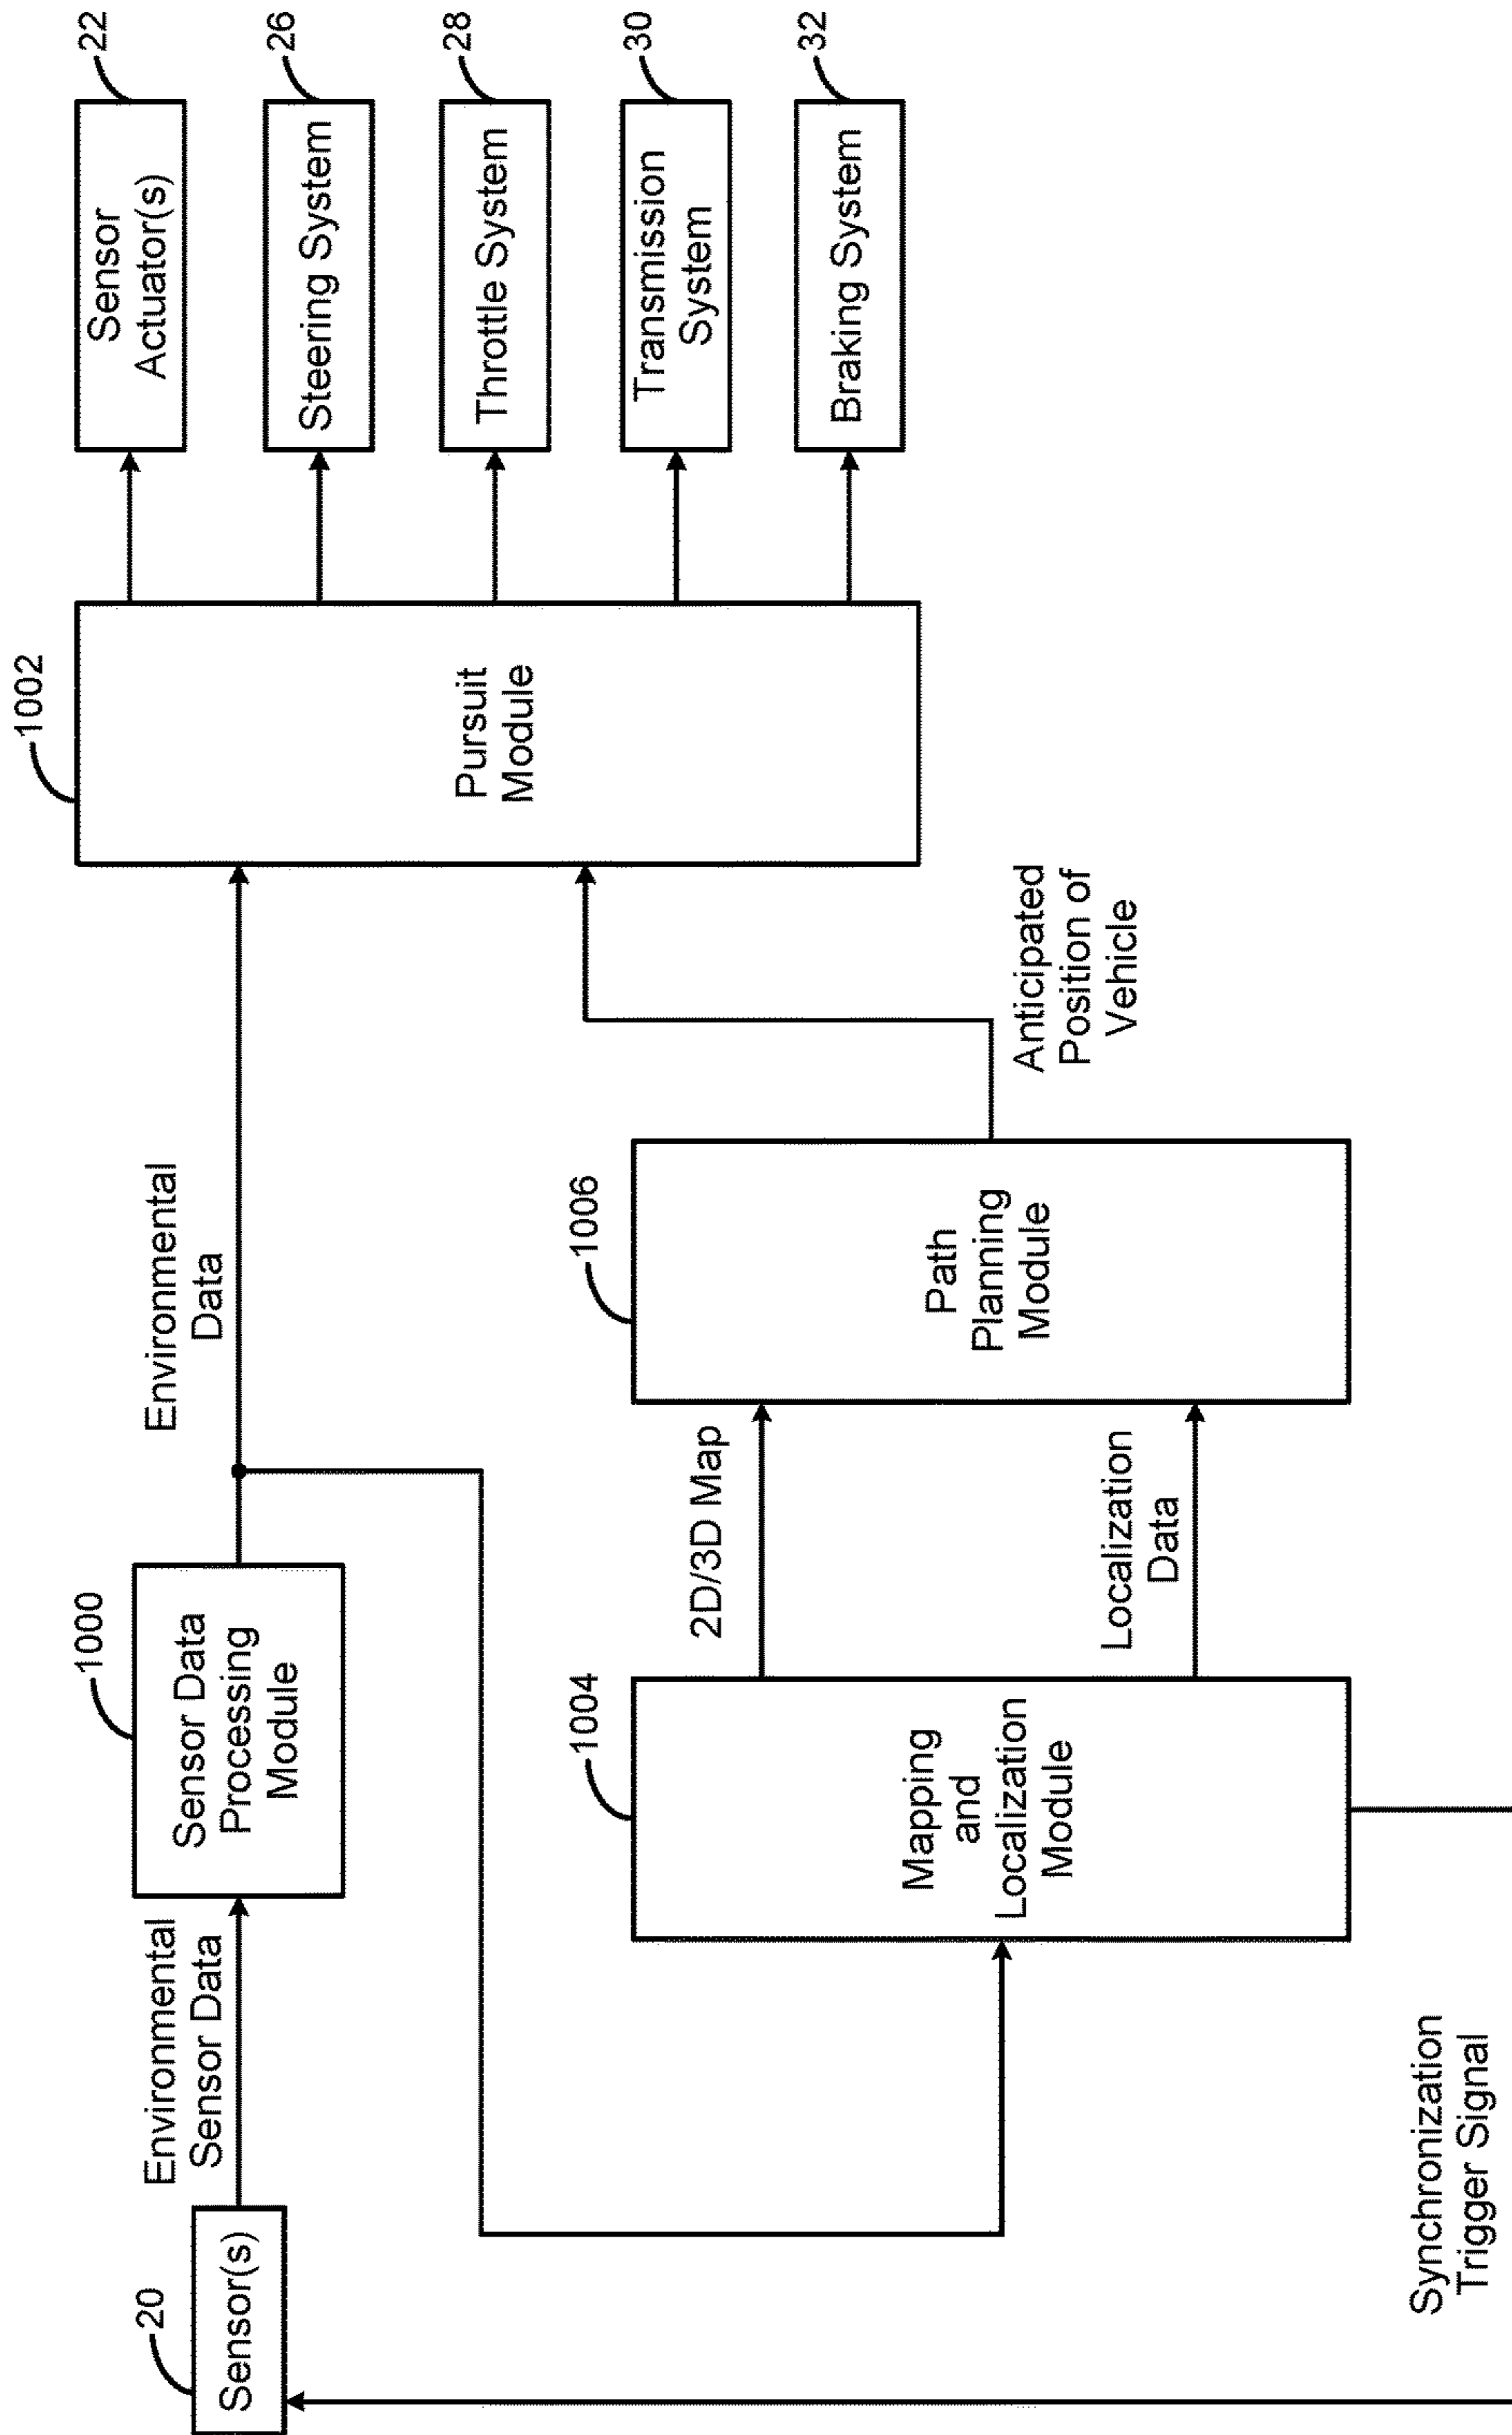 20
Sensor(s)
Environmental
Sensor Data
1000
Sensor Data
Processing
Module
Environmental
Data
1002
Pursuit
Module
22
Sensor
Actuator(s)
26
Steering System
28
Throttle System
30
Transmission
System
32
Braking System
1004
Mapping
and
Localization
Module
2D/3D Map
Localization
Data
1006
Path
Planning
Module
Anticipated
Position of
Vehicle
Synchronization
Trigger Signal